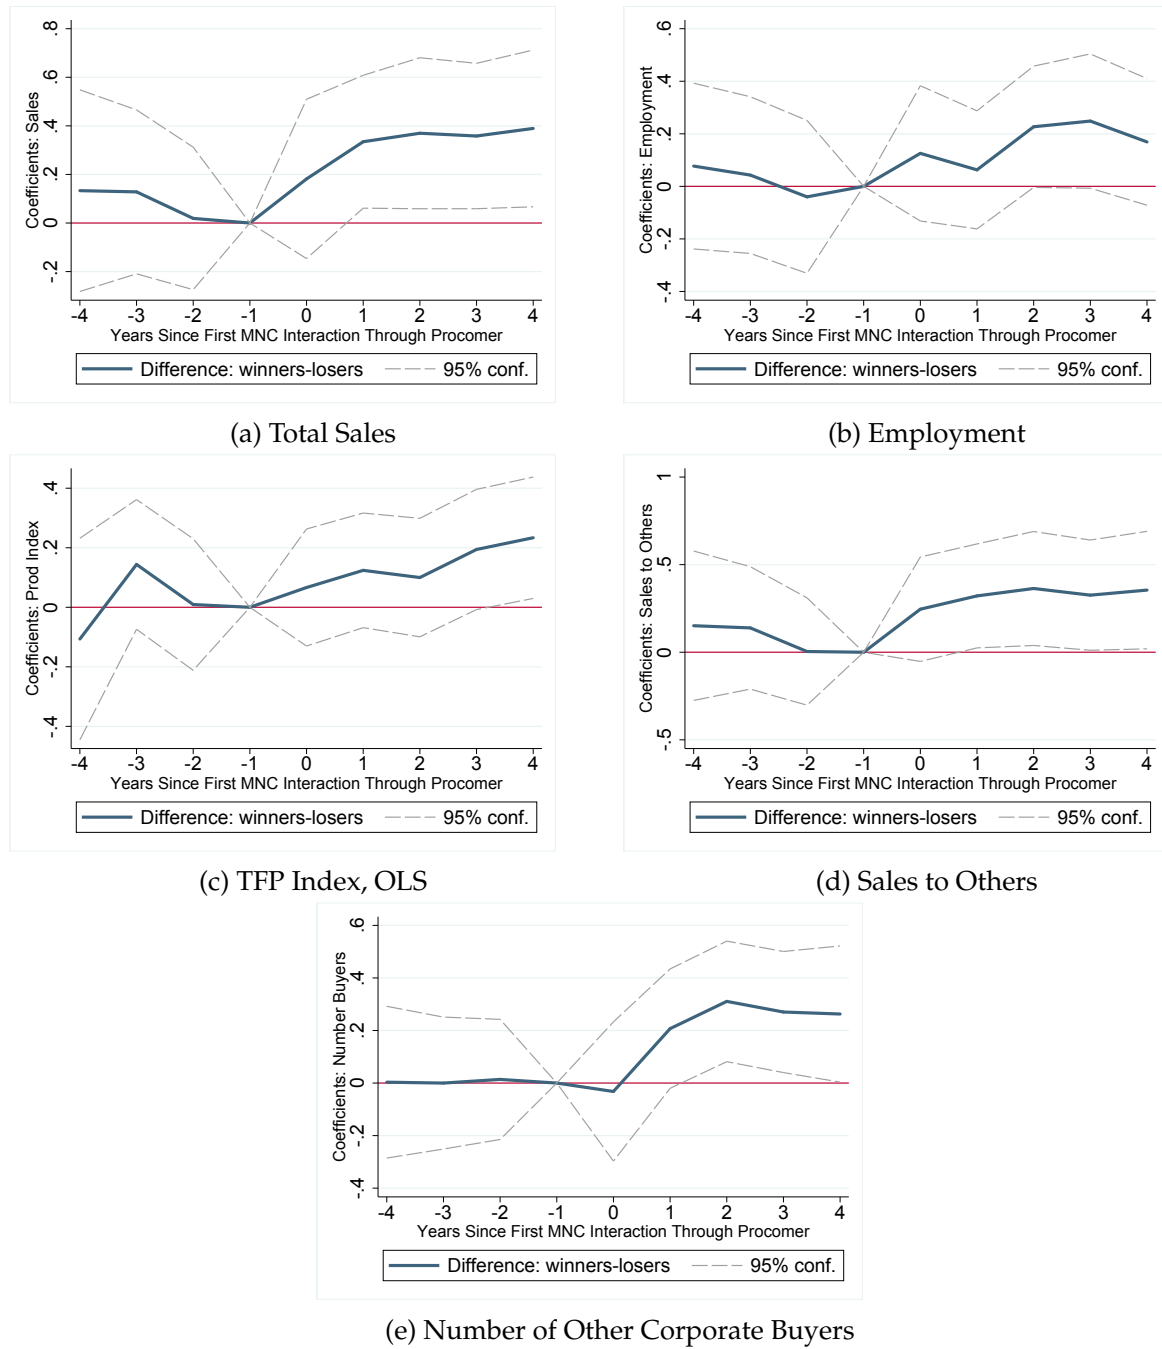 Coefficients: Sales
.8
.6
.4
.2
0
-.2
-4 -3 -2 -1 0 1 2 3 4
Years Since First MNC Interaction Through Procomer
Difference: winners-losers 95% conf.
(a) Total Sales
Coefficients: Employment
.6
.4
.2
0
-.2
-.4
-4 -3 -2 -1 0 1 2 3 4
Years Since First MNC Interaction Through Procomer
Difference: winners-losers 95% conf.
(b) Employment
Coefficients: Prod Index
.4
.2
0
-.2
-.4
-4 -3 -2 -1 0 1 2 3 4
Years Since First MNC Interaction Through Procomer
Difference: winners-losers 95% conf.
(c) TFP Index, OLS
Coefficients: Sales to Others
1
.5
0
-.5
-4 -3 -2 -1 0 1 2 3 4
Years Since First MNC Interaction Through Procomer
Difference: winners-losers 95% conf.
(d) Sales to Others
Coefficients: Number Buyers
.6
.4
.2
0
-.2
-.4
-4 -3 -2 -1 0 1 2 3 4
Years Since First MNC Interaction Through Procomer
Difference: winners-losers 95% conf.
(e) Number of Other Corporate Buyers